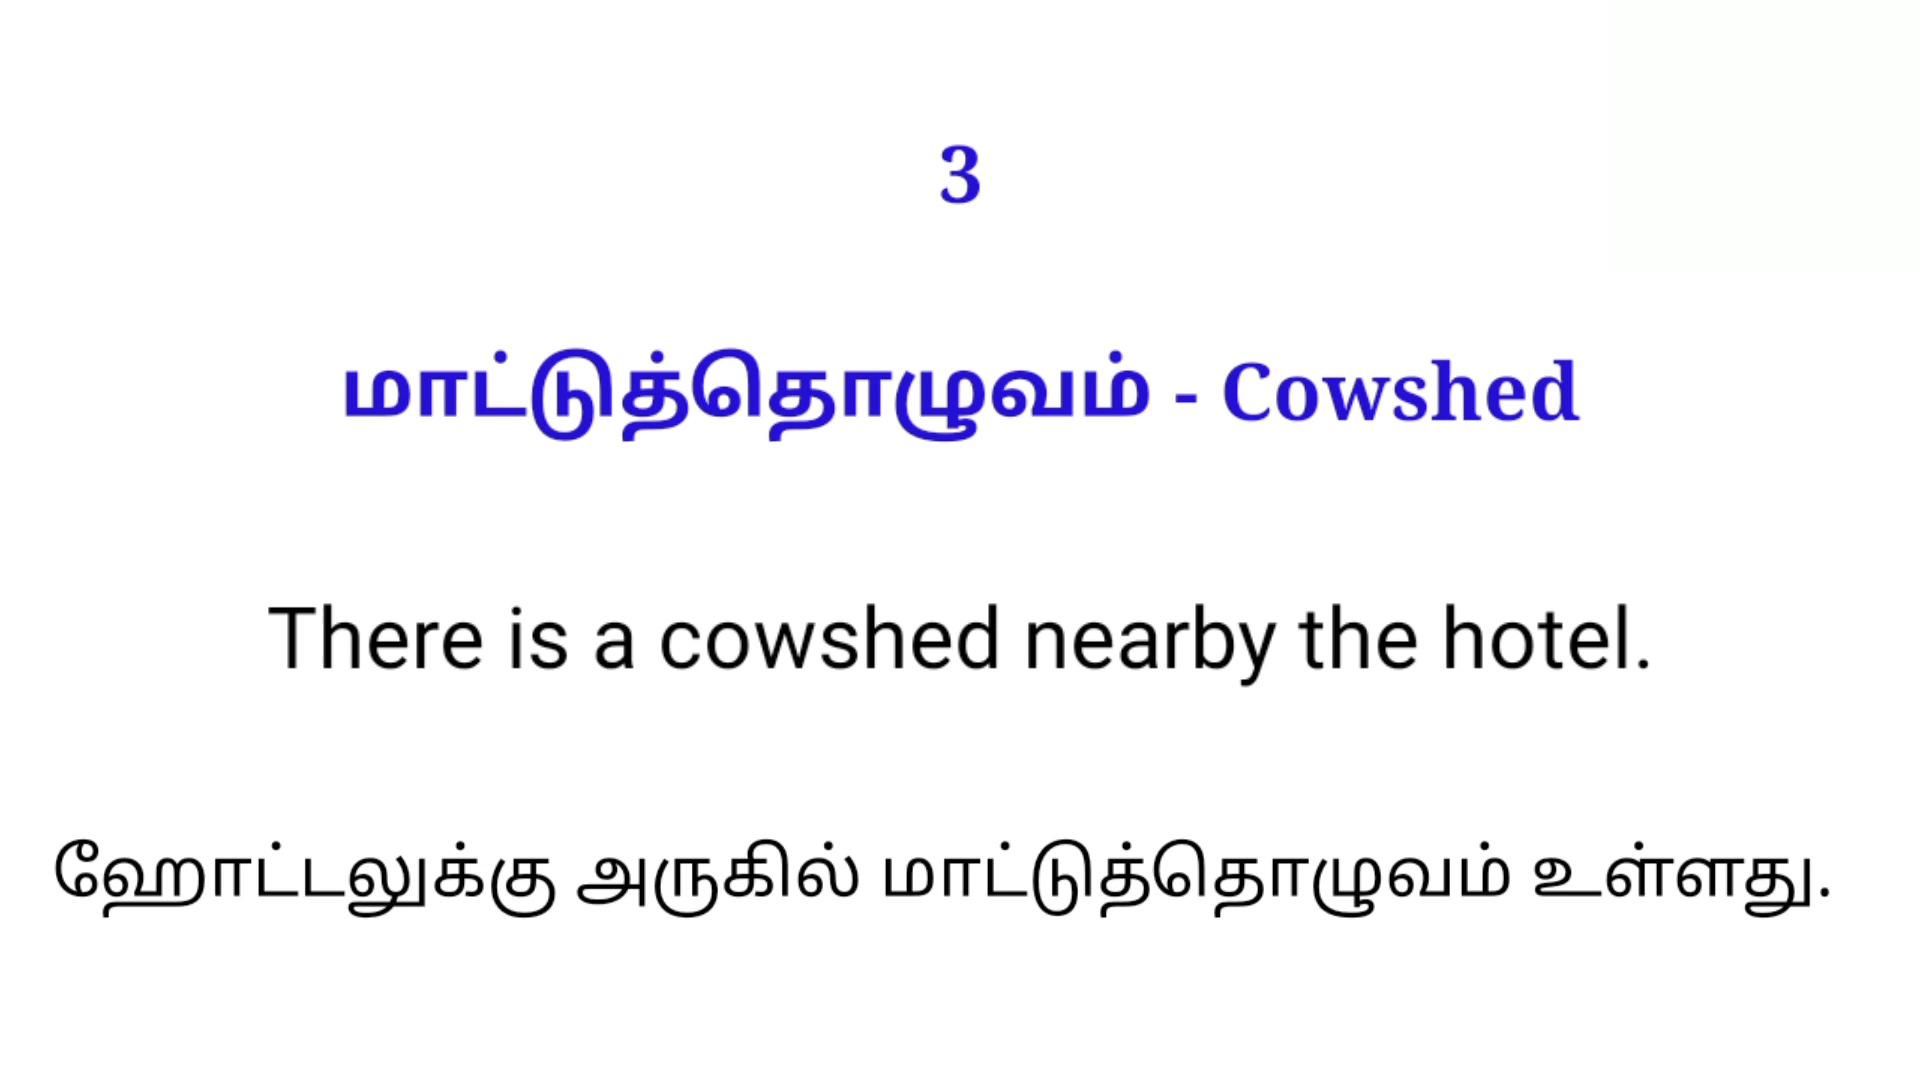 3
மாட்டுத்தொழுவம் - Cowshed
There is a cowshed nearby the hotel.
ஹோட்டலுக்கு அருகில் மாட்டுத்தொழுவம் உள்ளது.